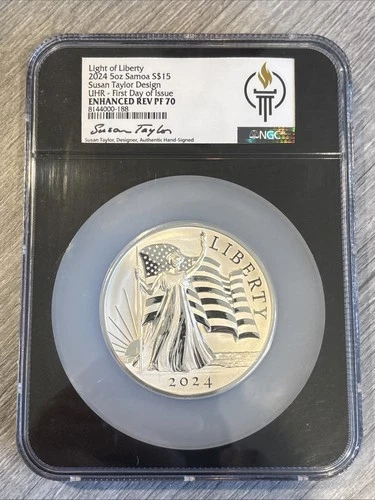 Light of Liberty
2024 5oz Samoa S$15
Susan Taylor Design
UHR - First Day of Issue
ENHANCED REV PF 70
8144000-188
Susan Taylor
Susan Taylor, Designer, Authentic Hand-Signed
NGC
LIBERTY
2024